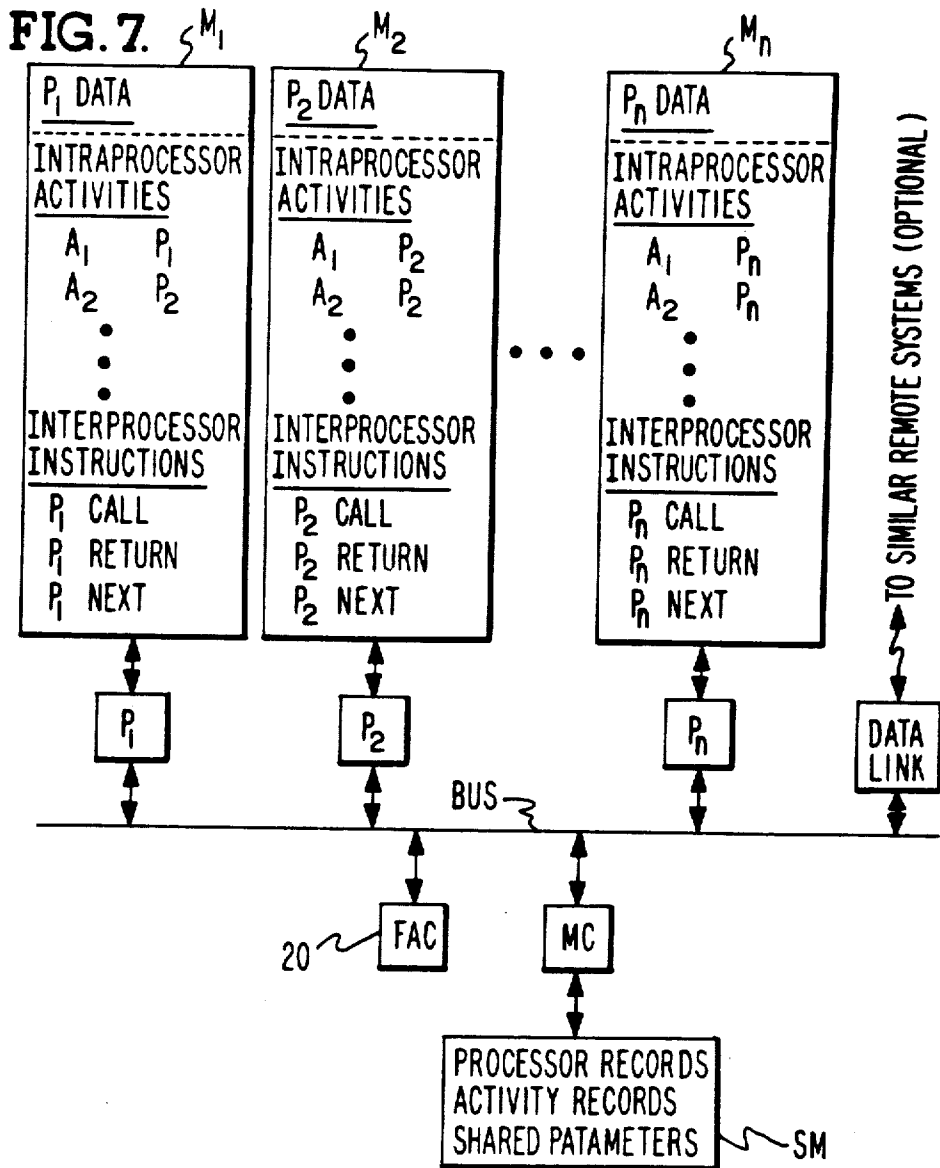 FIG. 7.
M1
P1 DATA
INTRAPROCESSOR
ACTIVITIES
A1 P1
A2 P2
INTERPROCESSOR
INSTRUCTIONS
P1 CALL
P1 RETURN
P1 NEXT
M2
P2 DATA
INTRAPROCESSOR
ACTIVITIES
A1 P2
A2 P2
INTERPROCESSOR
INSTRUCTIONS
P2 CALL
P2 RETURN
P2 NEXT
Mn
Pn DATA
INTRAPROCESSOR
ACTIVITIES
A1 Pn
A2 Pn
INTERPROCESSOR
INSTRUCTIONS
Pn CALL
Pn RETURN
Pn NEXT
TO SIMILAR REMOTE SYSTEMS (OPTIONAL)
P1
P2
Pn
DATA
LINK
BUS
20
FAC
MC
PROCESSOR RECORDS
ACTIVITY RECORDS
SHARED PATAMETERS
SM